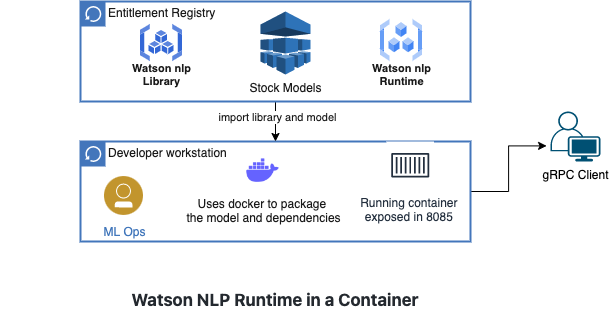 Entitlement Registry
Watson nlp
Library
Stock Models
Watson nlp
Runtime
import library and model
Developer workstation
ML Ops
Uses docker to package
the model and dependencies
Running container
exposed in 8085
gRPC Client
Watson NLP Runtime in a Container